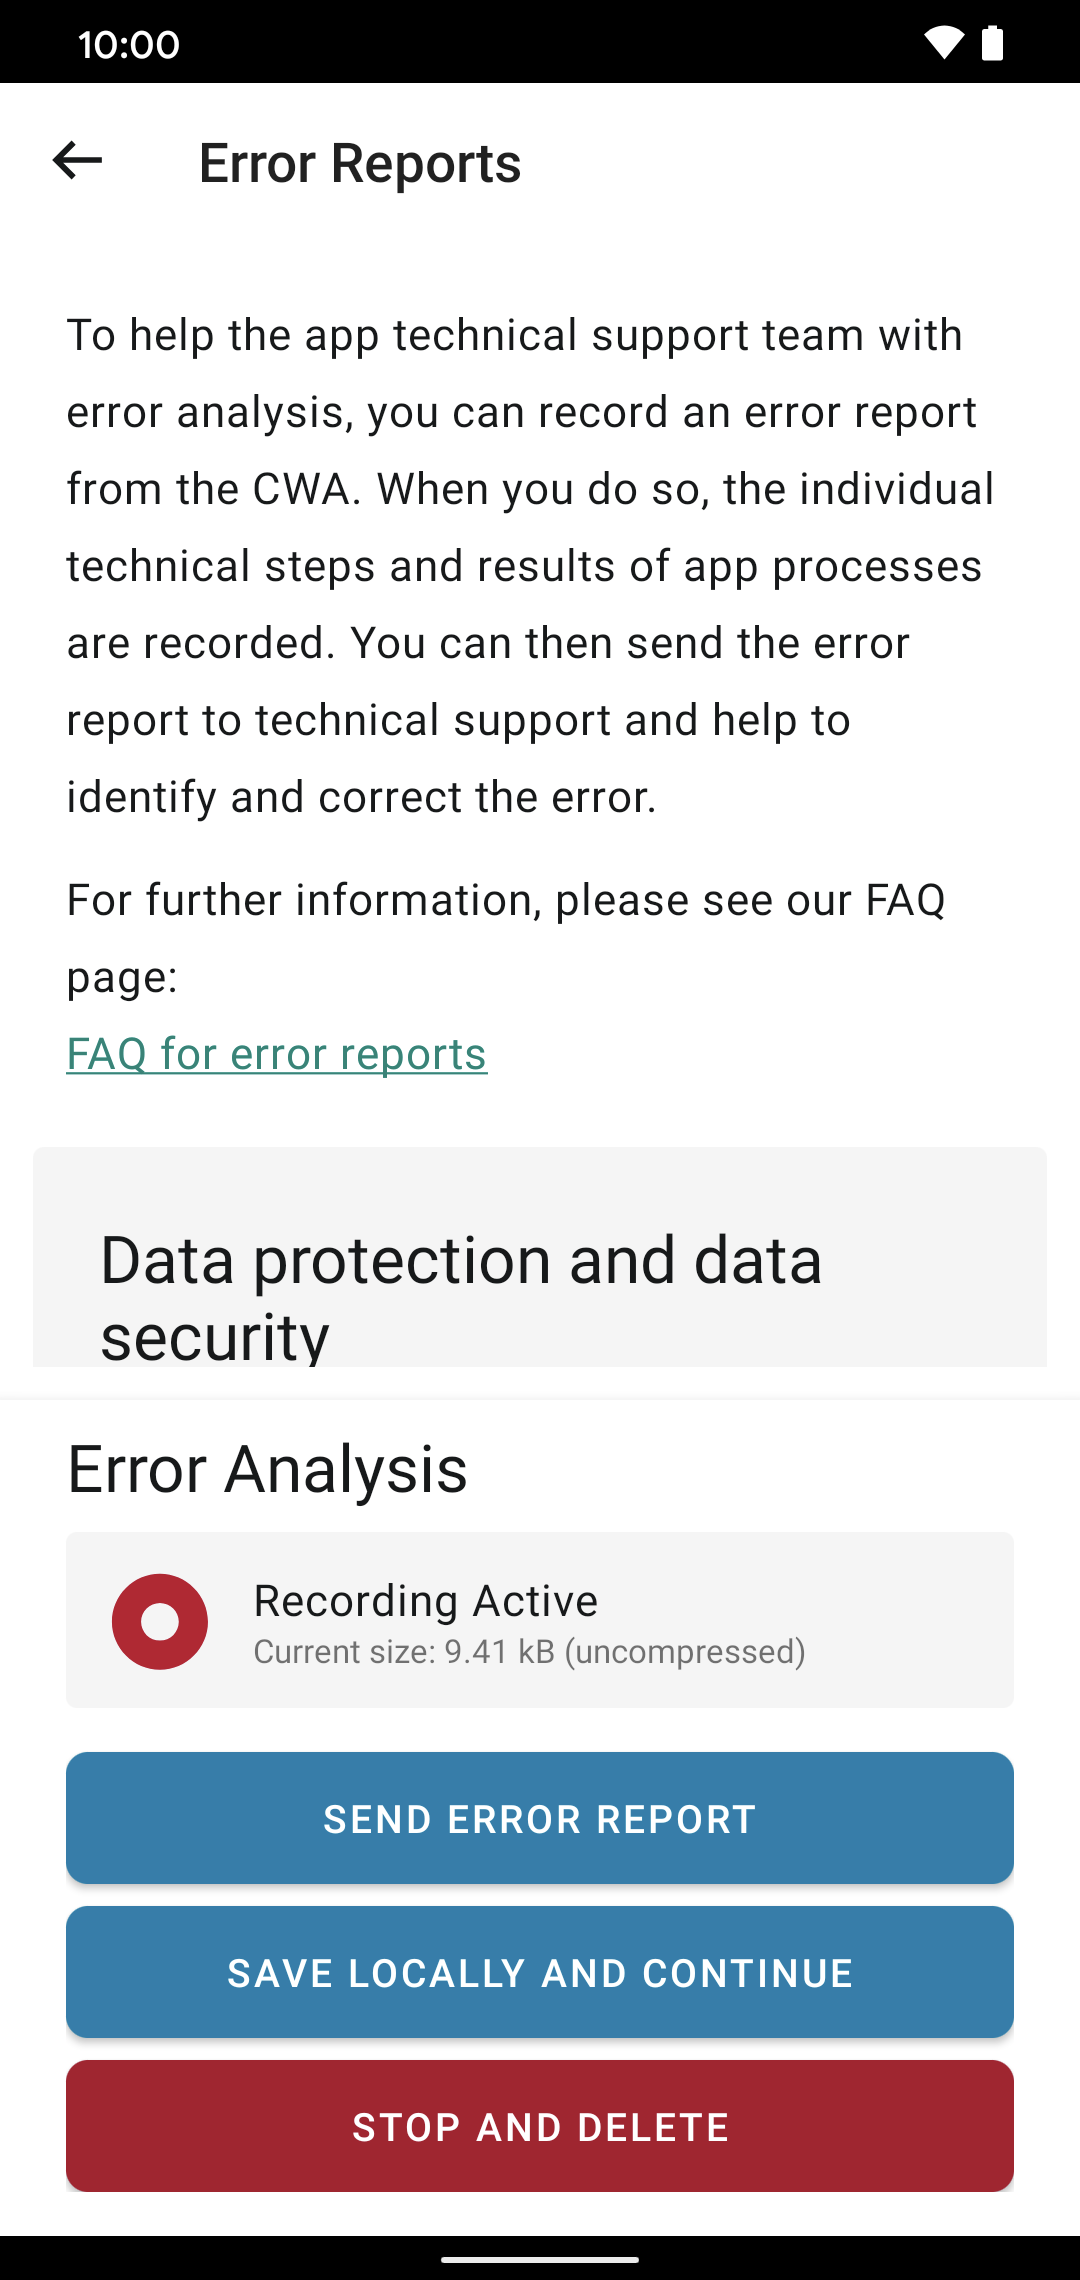 10:00
Error Reports
To help the app technical support team with
error analysis, you can record an error report
from the CWA. When you do so, the individual
technical steps and results of app processes
are recorded. You can then send the error
report to technical support and help to
identify and correct the error.
For further information, please see our FAQ
page:
FAQ for error reports
Data protection and data
security
Error Analysis
Recording Active
Current size: 9.41 kB (uncompressed)
SEND ERROR REPORT
SAVE LOCALLY AND CONTINUE
STOP AND DELETE